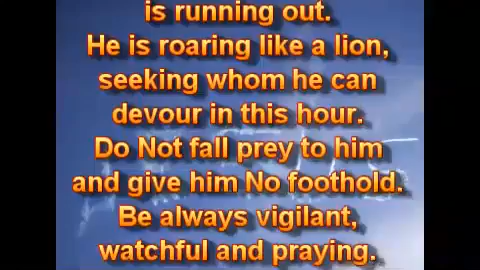 is running out.
He is roaring like a lion,
seeking whom he can
devour in this hour.
Do Not fall prey to him
and give him No foothold.
Be always vigilant,
watchful and praying.